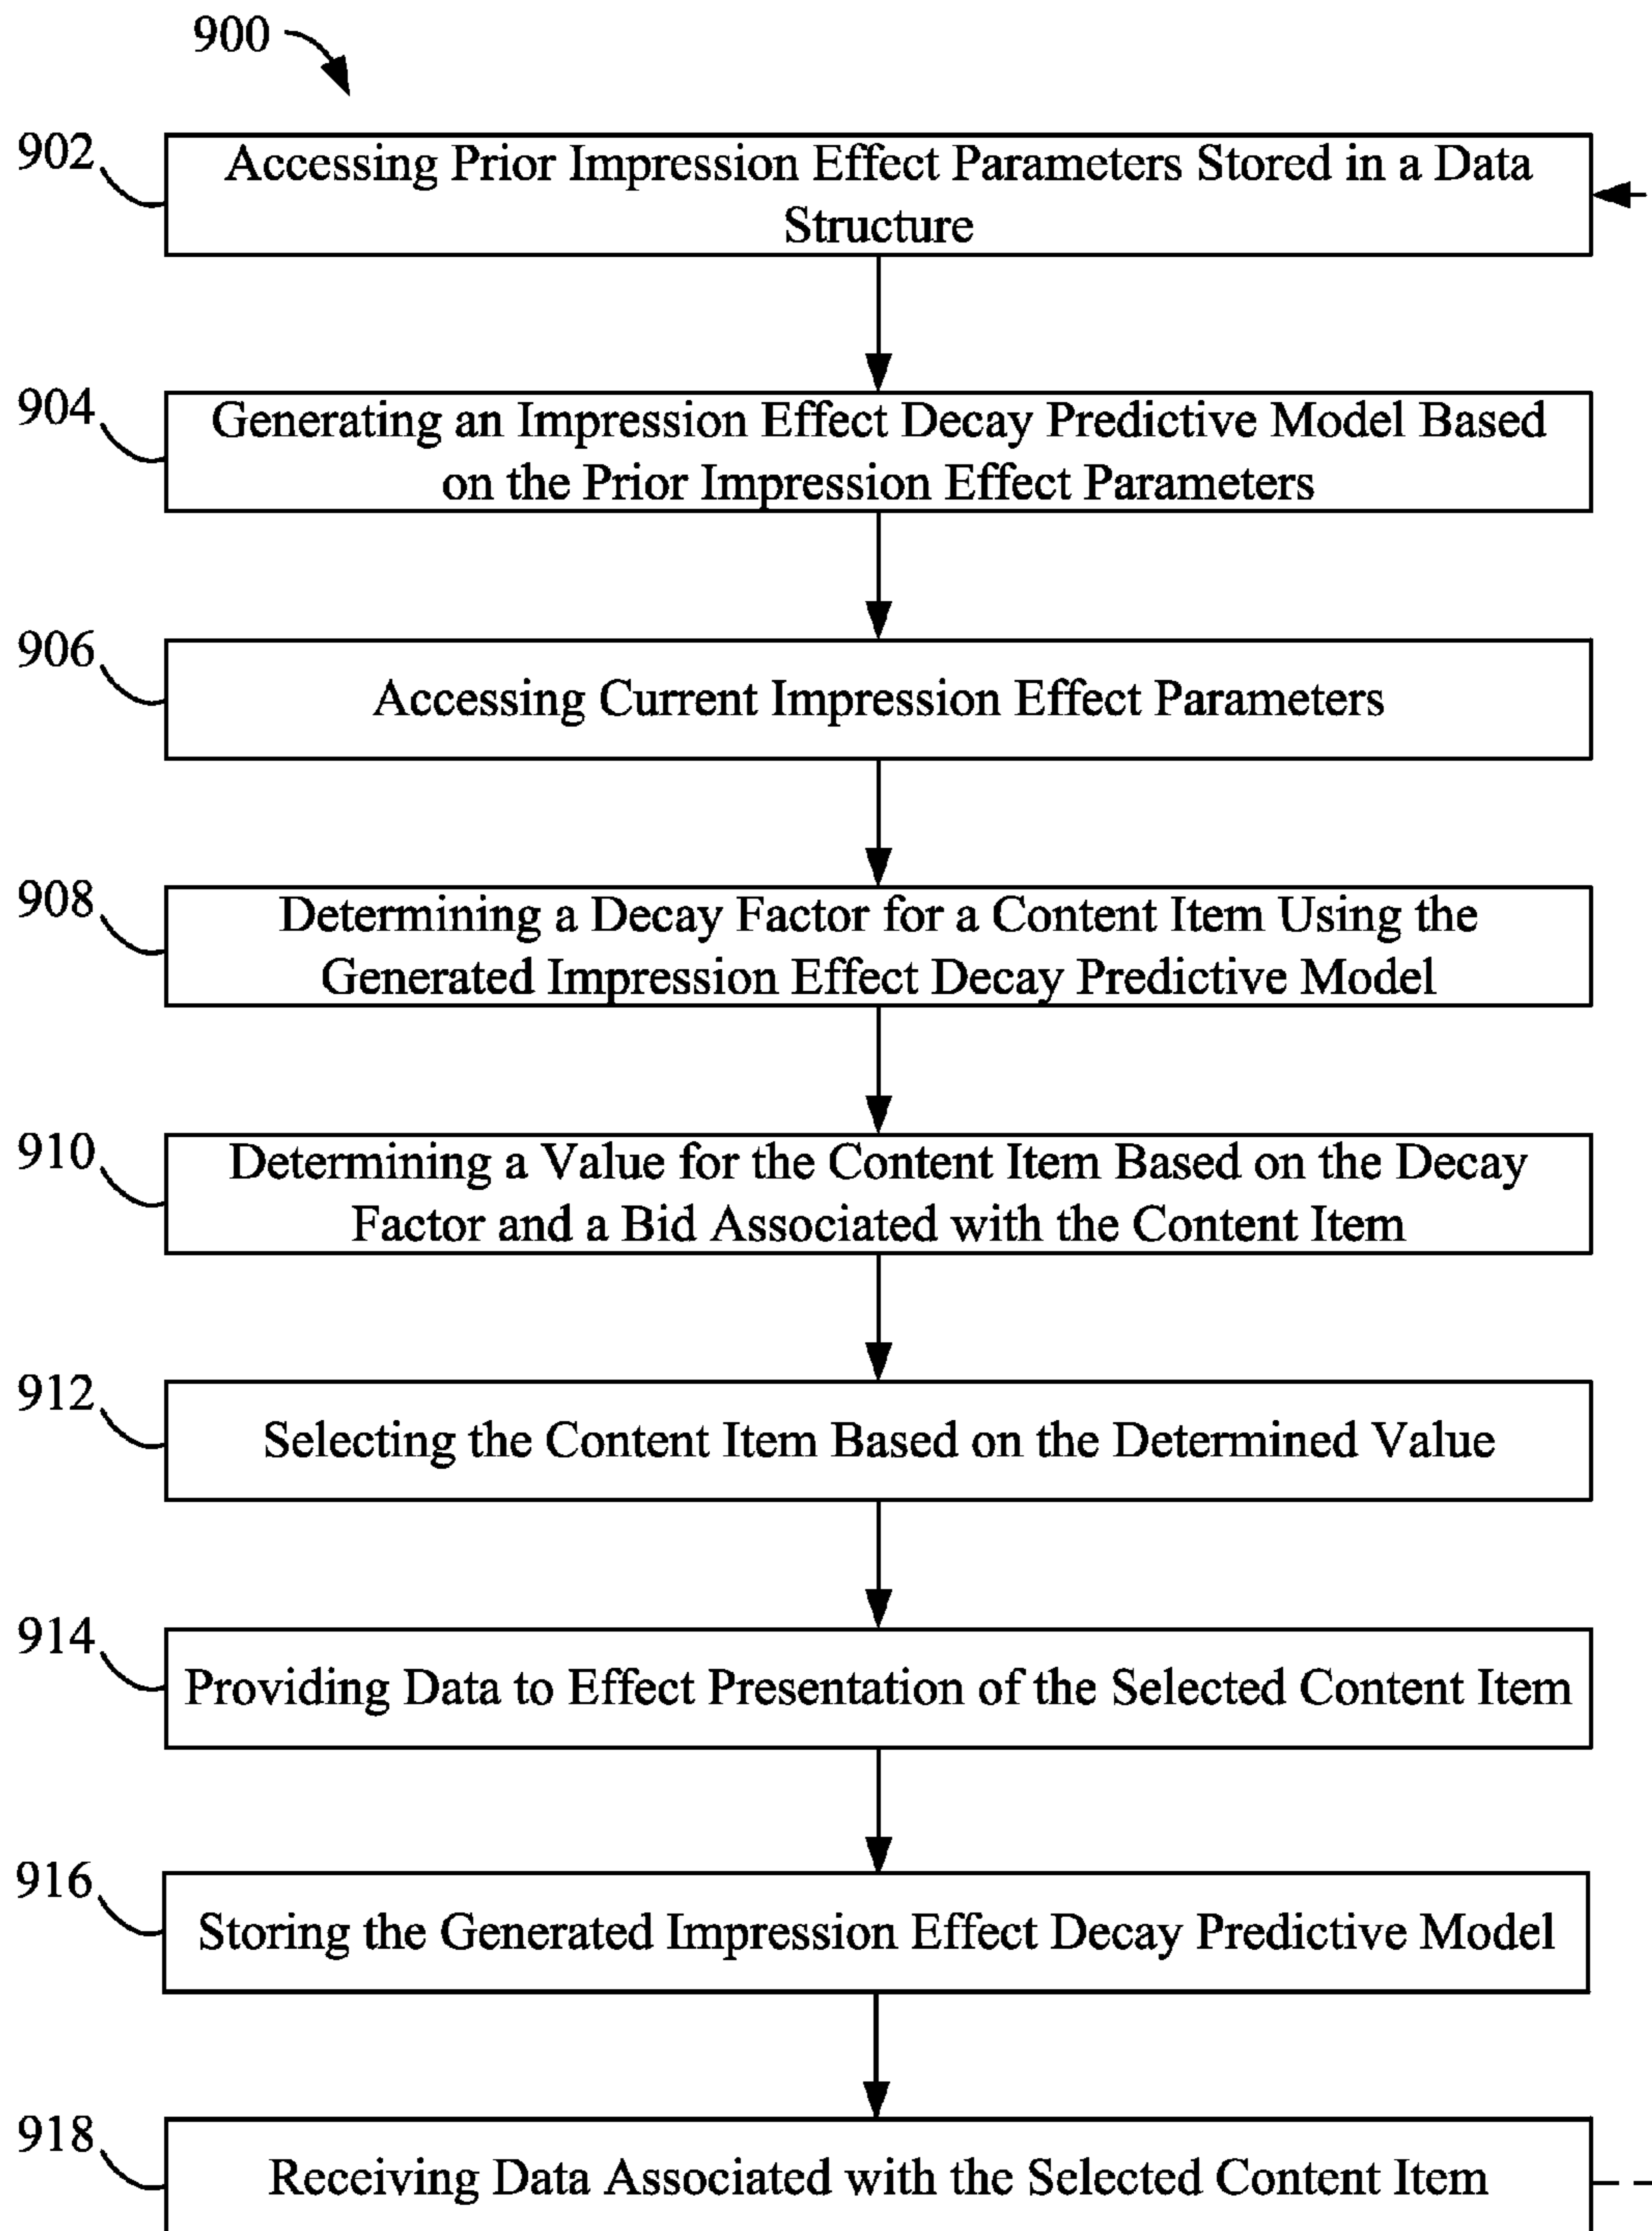 900
902
Accessing Prior Impression Effect Parameters Stored in a Data
Structure
904
Generating an Impression Effect Decay Predictive Model Based
on the Prior Impression Effect Parameters
906
Accessing Current Impression Effect Parameters
908
Determining a Decay Factor for a Content Item Using the
Generated Impression Effect Decay Predictive Model
910
Determining a Value for the Content Item Based on the Decay
Factor and a Bid Associated with the Content Item
912
Selecting the Content Item Based on the Determined Value
914
Providing Data to Effect Presentation of the Selected Content Item
916
Storing the Generated Impression Effect Decay Predictive Model
918
Receiving Data Associated with the Selected Content Item